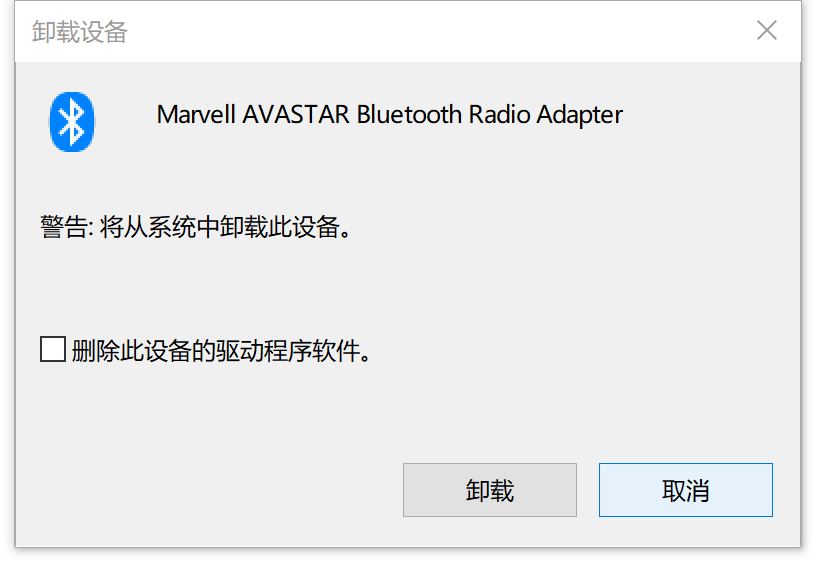 卸载设备
Marvell AVASTAR Bluetooth Radio Adapter
警告: 将从系统中卸载此设备。
删除此设备的驱动程序软件。
卸载
取消